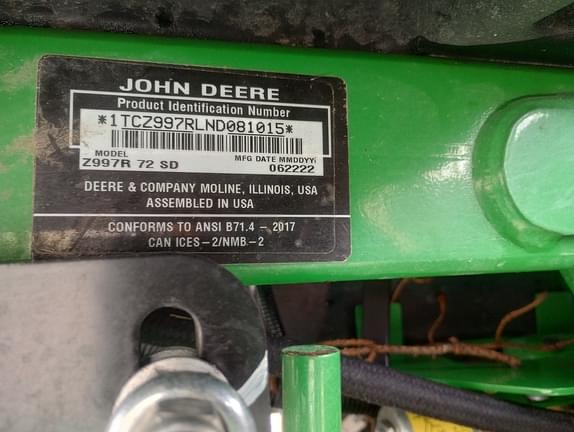 JOHN DEERE
Product Identification Number
*1TCZ997RLND081015*
MODEL MFG DATE MMDDYY
Z997R 72 SD 062222
DEERE & COMPANY MOLINE, ILLINOIS, USA
ASSEMBLED IN USA
CONFORMS TO ANSI B71.4 – 2017
CAN ICES–2/NMB–2